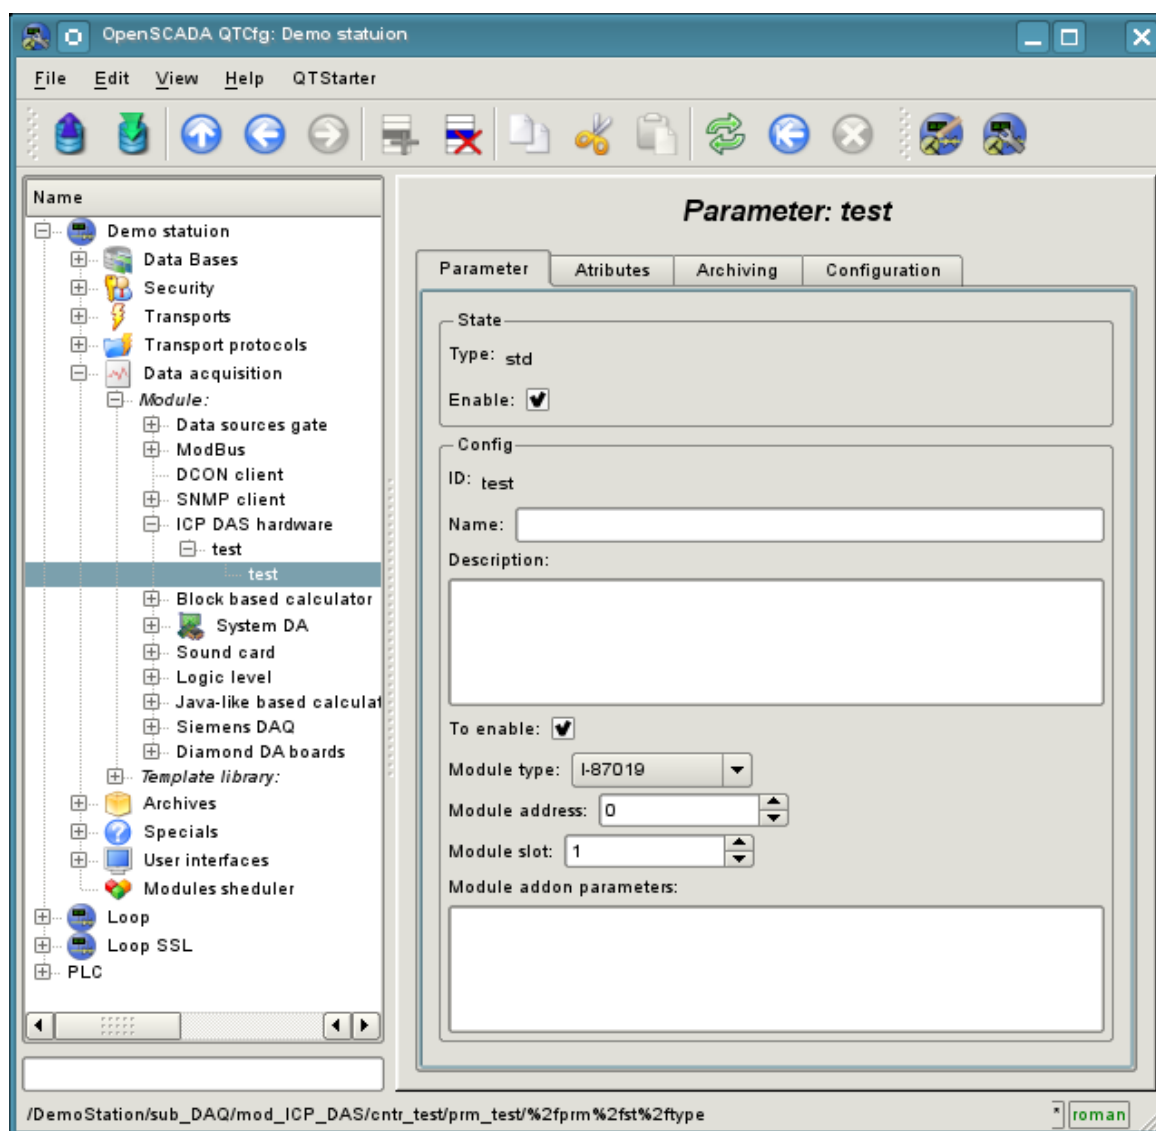 OpenSCADA QTCfg: Demo statuion
File Edit View Help QTStarter
Name
Demo statuion
Data Bases
Security
Transports
Transport protocols
Data acquisition
Module:
Data sources gate
ModBus
DCON client
SNMP client
ICP DAS hardware
test
test
Block based calculator
System DA
Sound card
Logic level
Java-like based calculat
Siemens DAQ
Diamond DA boards
Template library:
Archives
Specials
User interfaces
Modules sheduler
Loop
Loop SSL
PLC
Parameter: test
Parameter Atributes Archiving Configuration
State
Type: std
Enable:
Config
ID: test
Name:
Description:
To enable:
Module type: I-87019
Module address: 0
Module slot: 1
Module addon parameters:
/DemoStation/sub_DAQ/mod_ICP_DAS/cntr_test/prm_test/%2fprm%2fst%2ftype * roman